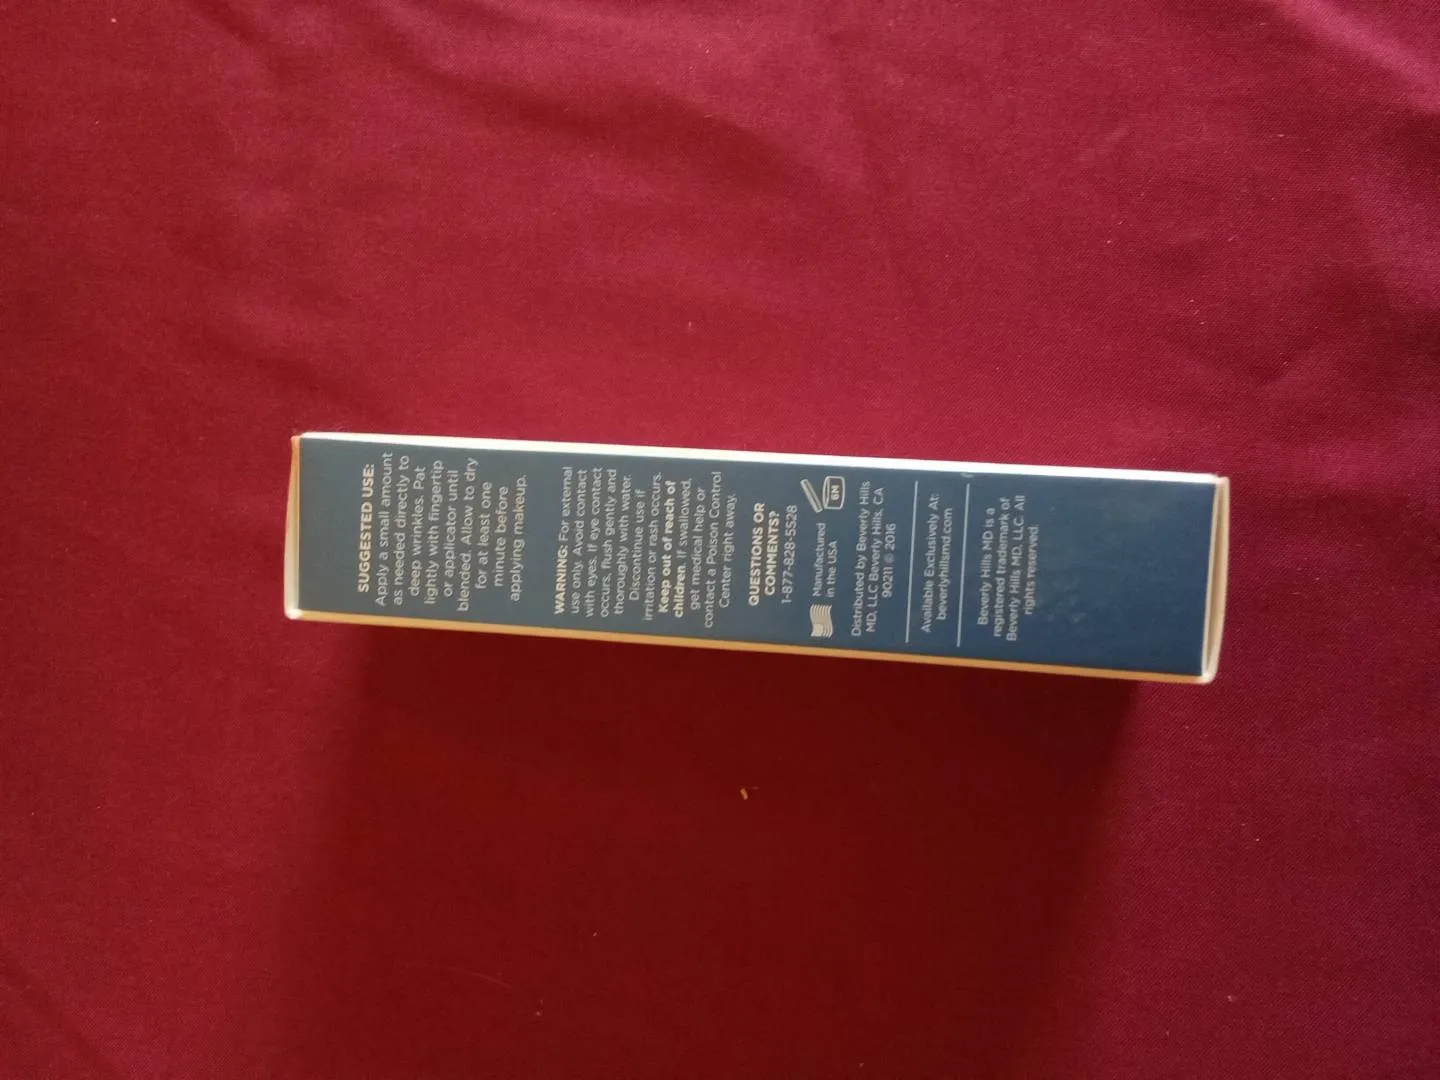 SUGGESTED USE:
Apply a small amount
as needed directly to
deep wrinkles. Pat
lightly with fingertip
or applicator until
blended. Allow to dry
for at least one
minute before
applying makeup.
WARNING: For external
use only. Avoid contact
with eyes. If eye contact
occurs, flush gently and
thoroughly with water.
Discontinue use if
irritation or rash occurs.
Keep out of reach of
children. If swallowed,
get medical help or
contact a Poison Control
Center right away.
QUESTIONS OR
COMMENTS?
1-877-828-5528
Manufactured
in the USA
6M
Distributed by Beverly Hills
MD, LLC Beverly Hills, CA
90211 © 2016
Available Exclusively At:
beverlyhillsmd.com
Beverly Hills MD is a
registered trademark of
Beverly Hills MD, LLC. All
rights reserved.